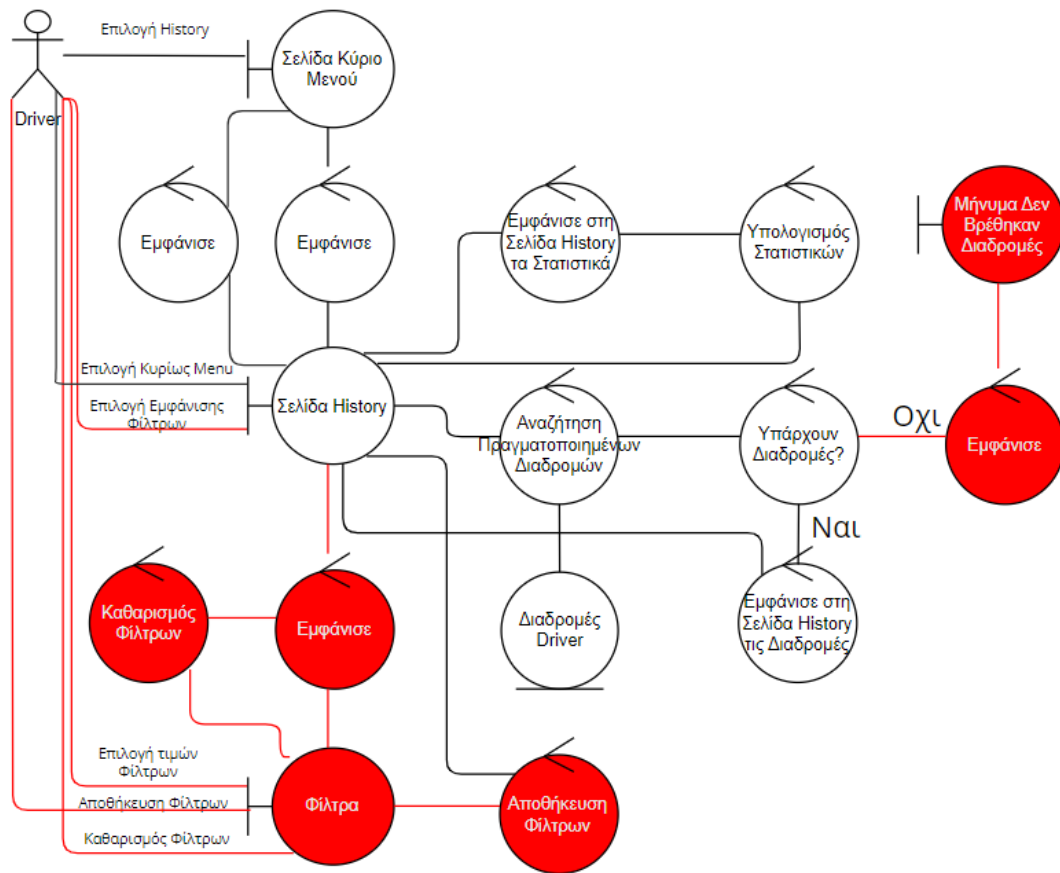 Επιλογή History
Σελίδα Κύριο
Μενού
Driver
Εμφάνισε
Εμφάνισε
Εμφάνισε στη
Σελίδα History
τα Στατιστικά
Υπολογισμός
Στατιστικών
Μήνυμα Δεν
Βρέθηκαν
Διαδρομές
Επιλογή Κυρίως Menu
Επιλογή Εμφάνισης
Φίλτρων
Σελίδα History
Αναζήτηση
Πραγματοποιημένων
Διαδρομών
Υπάρχουν
Διαδρομές?
Οχι
Εμφάνισε
Ναι
Καθαρισμός
Φίλτρων
Εμφάνισε
Διαδρομές
Driver
Εμφάνισε στη
Σελίδα History
τις Διαδρομές
Επιλογή τιμών
Φίλτρων
Αποθήκευση Φίλτρων
Καθαρισμός Φίλτρων
Φίλτρα
Αποθήκευση
Φίλτρων